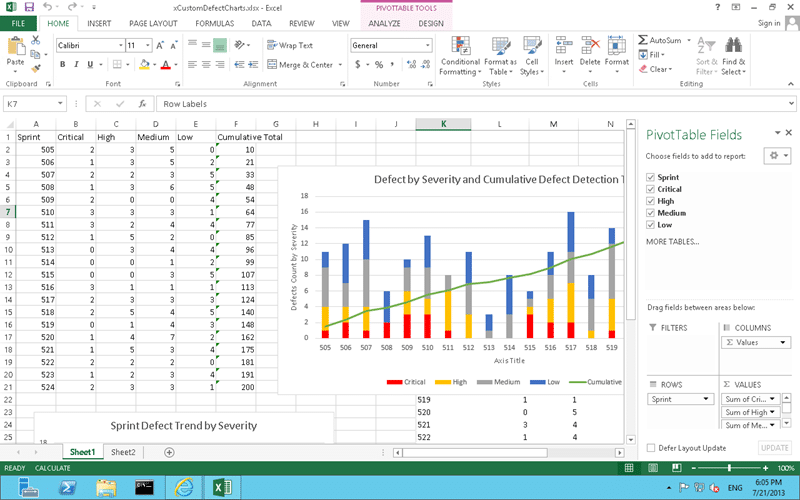 xCustomDefectCharts.xlsx - Excel
PIVOTTABLE TOOLS
Sign in
FILE HOME INSERT PAGE LAYOUT FORMULAS DATA REVIEW VIEW ANALYZE DESIGN
Calibri 11 Wrap Text General AutoSum
Fill
Paste B I U Merge & Center $ % Conditional Formatting Format as Table Cell Styles Insert Delete Format Clear Sort & Filter Find & Select
Clipboard Font Alignment Number Styles Cells Editing
K7 fx Row Labels
A B C D E F G H I J K L M N
1 Sprint Critical High Medium Low Cumulative Total
2 505 2 3 5 0 10
3 506 1 3 5 2 21
4 507 2 2 3 5 33
5 508 1 3 6 5 48
6 509 2 0 0 4 54
7 510 3 3 3 1 64
8 511 3 2 4 4 77
9 512 1 5 2 0 85
10 513 0 3 4 4 96
11 514 0 0 1 2 99
12 515 0 0 3 5 107
13 516 3 1 1 1 113
14 517 2 3 3 3 124
15 518 2 5 4 5 140
16 519 0 1 4 3 148
17 520 1 4 7 2 162
18 521 1 5 3 4 175
19 522 2 2 2 0 181
20 523 1 2 3 4 191
21 524 2 3 3 1 200
22
23
24
25
Defect by Severity and Cumulative Defect Detection T
Defects Count by Severity
18
16
14
12
10
8
6
4
2
0
505 506 507 508 509 510 511 512 513 514 515 516 517 518 519
Axis Title
Critical High Medium Low Cumulative
519 1 1
520 0 5
521 3 4
522 1 4
Sprint Defect Trend by Severity
18
Sheet1 Sheet2
PivotTable Fields
Choose fields to add to report:
Sprint
Critical
High
Medium
Low
MORE TABLES...
Drag fields between areas below:
FILTERS COLUMNS
Σ Values
ROWS Σ VALUES
Sprint Sum of Cri...
Sum of High
Sum of Me...
Defer Layout Update UPDATE
READY CALCULATE 100%
ENG 6:05 PM
7/21/2013